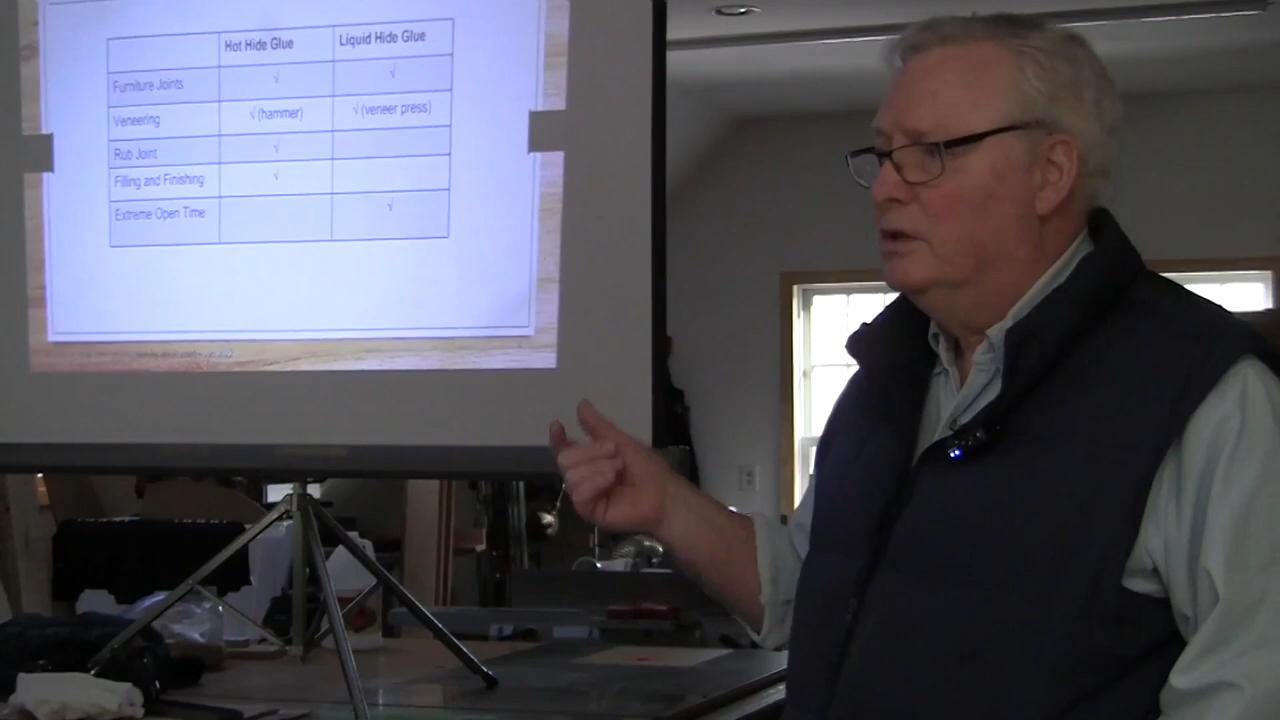 Hot Hide Glue Liquid Hide Glue
Furniture Joints √ √
Veneering √ (hammer) √ (veneer press)
Rub Joint √
Filling and Finishing √
Extreme Open Time √